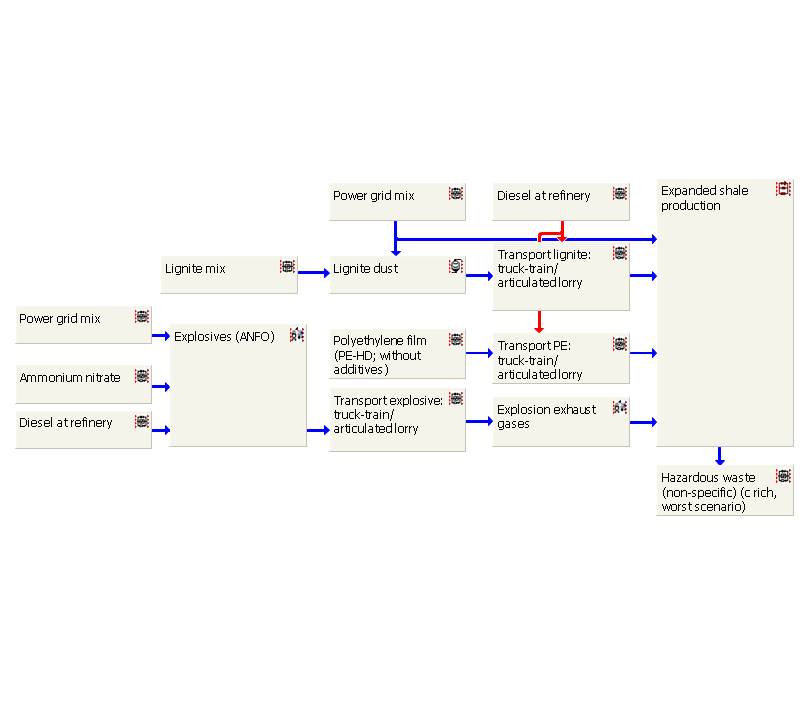 Power grid mix
Diesel at refinery
Expanded shale
production
Lignite mix
Lignite dust
Transport lignite:
truck-train/
articulated lorry
Power grid mix
Explosives (ANFO)
Polyethylene film
(PE-HD; without
additives)
Transport PE:
truck-train/
articulated lorry
Ammonium nitrate
Transport explosive:
truck-train/
articulated lorry
Explosion exhaust
gases
Diesel at refinery
Hazardous waste
(non-specific) (c rich,
worst scenario)